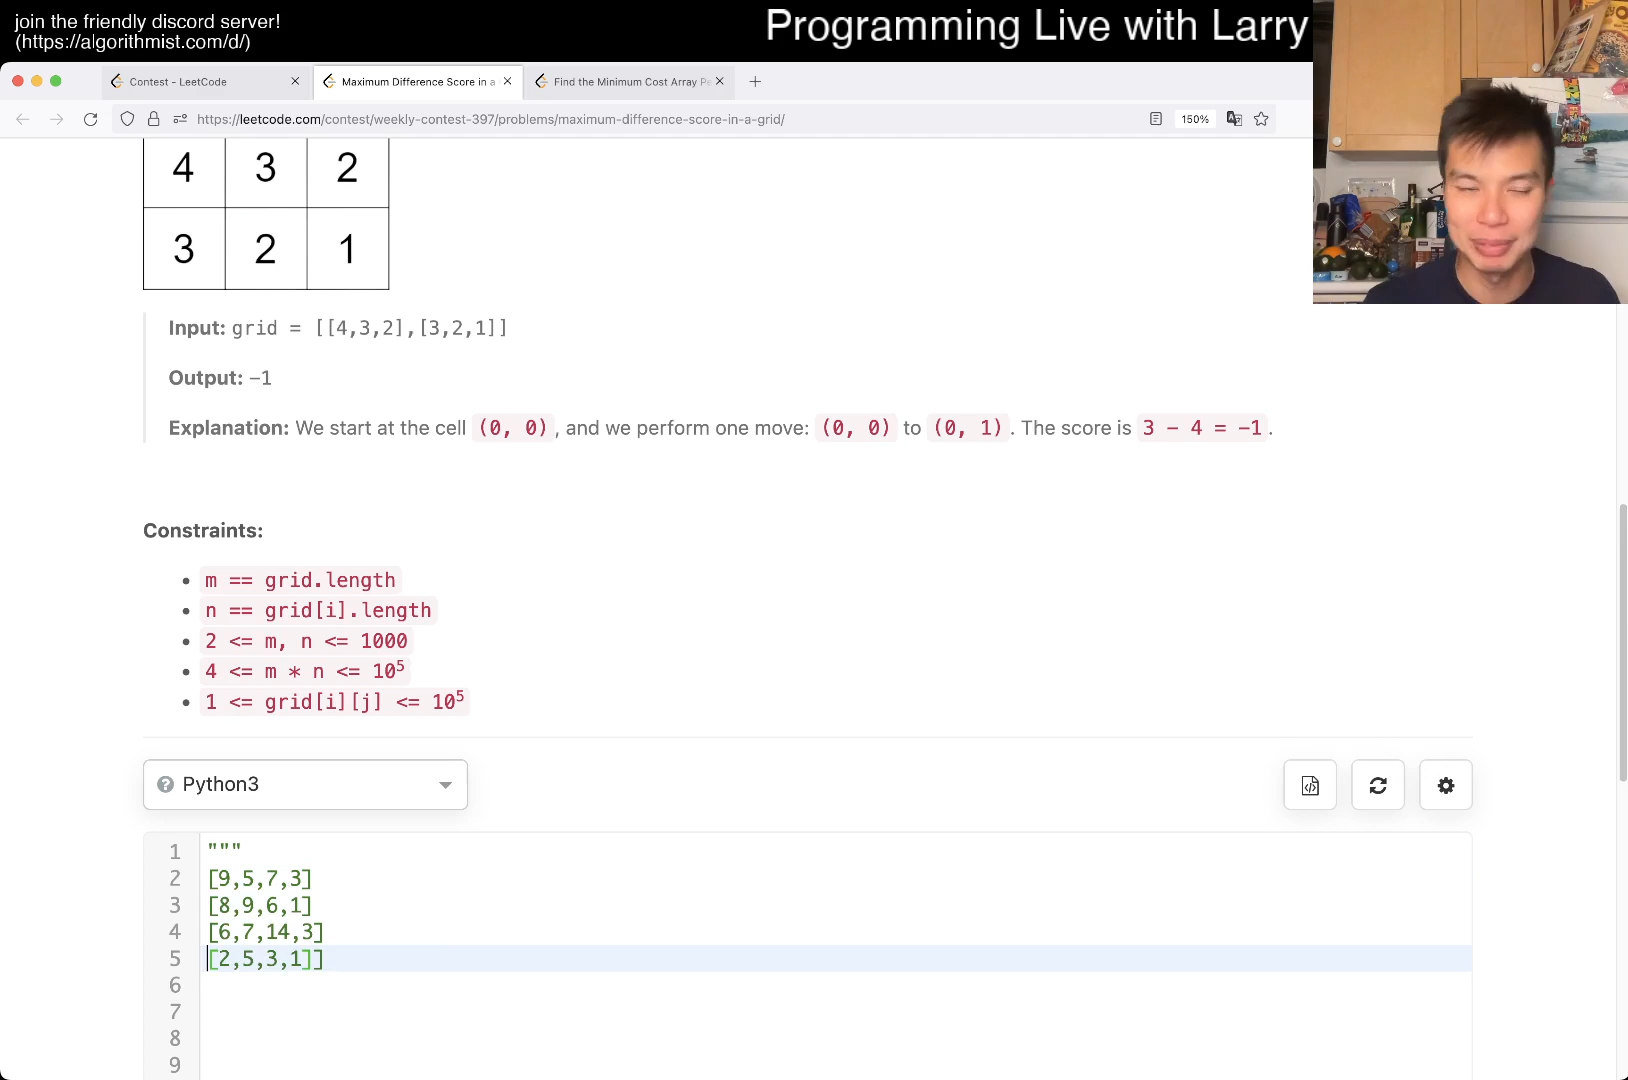 join the friendly discord server!
(https://algorithmist.com/d/)
Programming Live with Larry
Contest - LeetCode
Maximum Difference Score in a
Find the Minimum Cost Array Pe
https://leetcode.com/contest/weekly-contest-397/problems/maximum-difference-score-in-a-grid/
150%
4 3 2
3 2 1
Input: grid = [[4,3,2],[3,2,1]]
Output: −1
Explanation: We start at the cell (0, 0), and we perform one move: (0, 0) to (0, 1). The score is 3 - 4 = -1.
Constraints:
m == grid.length
n == grid[i].length
2 <= m, n <= 1000
4 <= m * n <= 10⁵
1 <= grid[i][j] <= 10⁵
Python3
1 """
2 [9,5,7,3]
3 [8,9,6,1]
4 [6,7,14,3]
5 [2,5,3,1]]
6
7
8
9